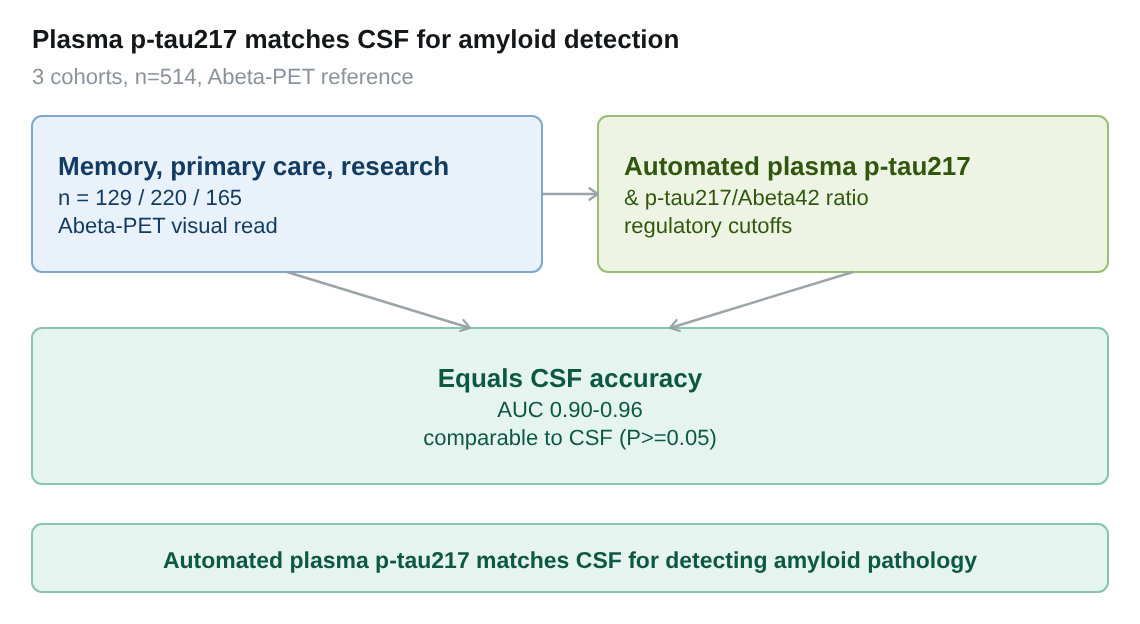 Plasma p-tau217 matches CSF for amyloid detection
3 cohorts, n=514, Abeta-PET reference
Memory, primary care, research
n = 129 / 220 / 165
Abeta-PET visual read
Automated plasma p-tau217
& p-tau217/Abeta42 ratio
regulatory cutoffs
Equals CSF accuracy
AUC 0.90-0.96
comparable to CSF (P>=0.05)
Automated plasma p-tau217 matches CSF for detecting amyloid pathology